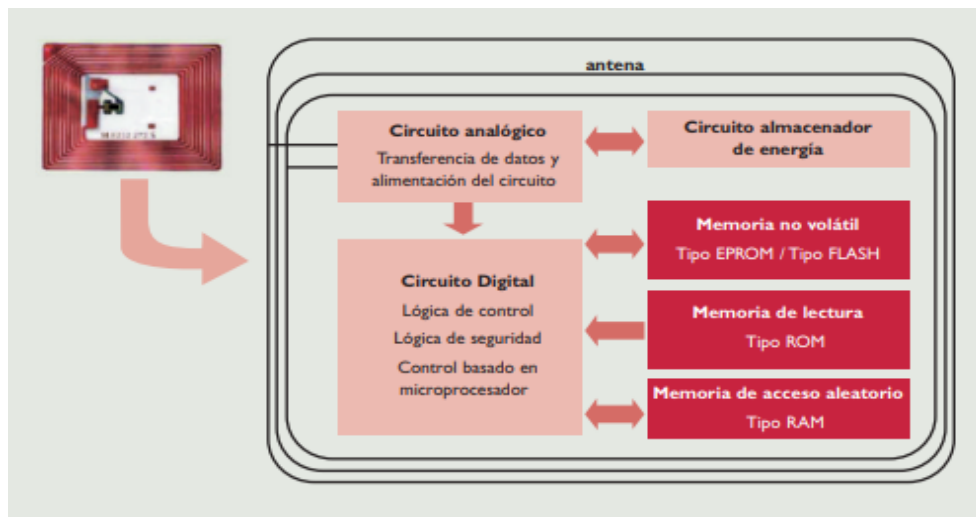 antena
Circuito analógico
Transferencia de datos y
alimentación del circuito
Circuito almacenador
de energía
Circuito Digital
Lógica de control
Lógica de seguridad
Control basado en
microprocesador
Memoria no volátil
Tipo EPROM / Tipo FLASH
Memoria de lectura
Tipo ROM
Memoria de acceso aleatorio
Tipo RAM